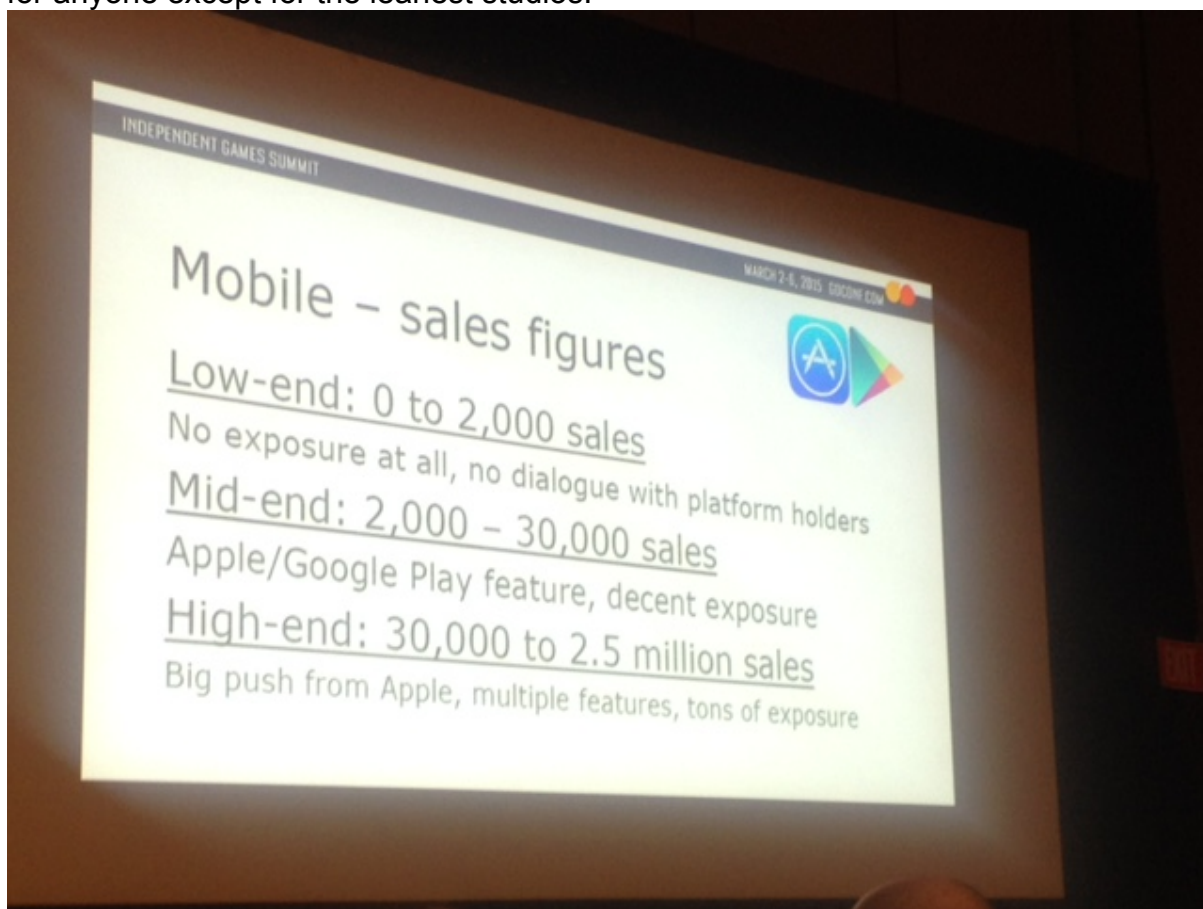 for anyone except for the leanest studios.
INDEPENDENT GAMES SUMMIT
MARCH 2-6, 2015 GDCONF.COM
Mobile – sales figures
Low-end: 0 to 2,000 sales
No exposure at all, no dialogue with platform holders
Mid-end: 2,000 – 30,000 sales
Apple/Google Play feature, decent exposure
High-end: 30,000 to 2.5 million sales
Big push from Apple, multiple features, tons of exposure
EXIT